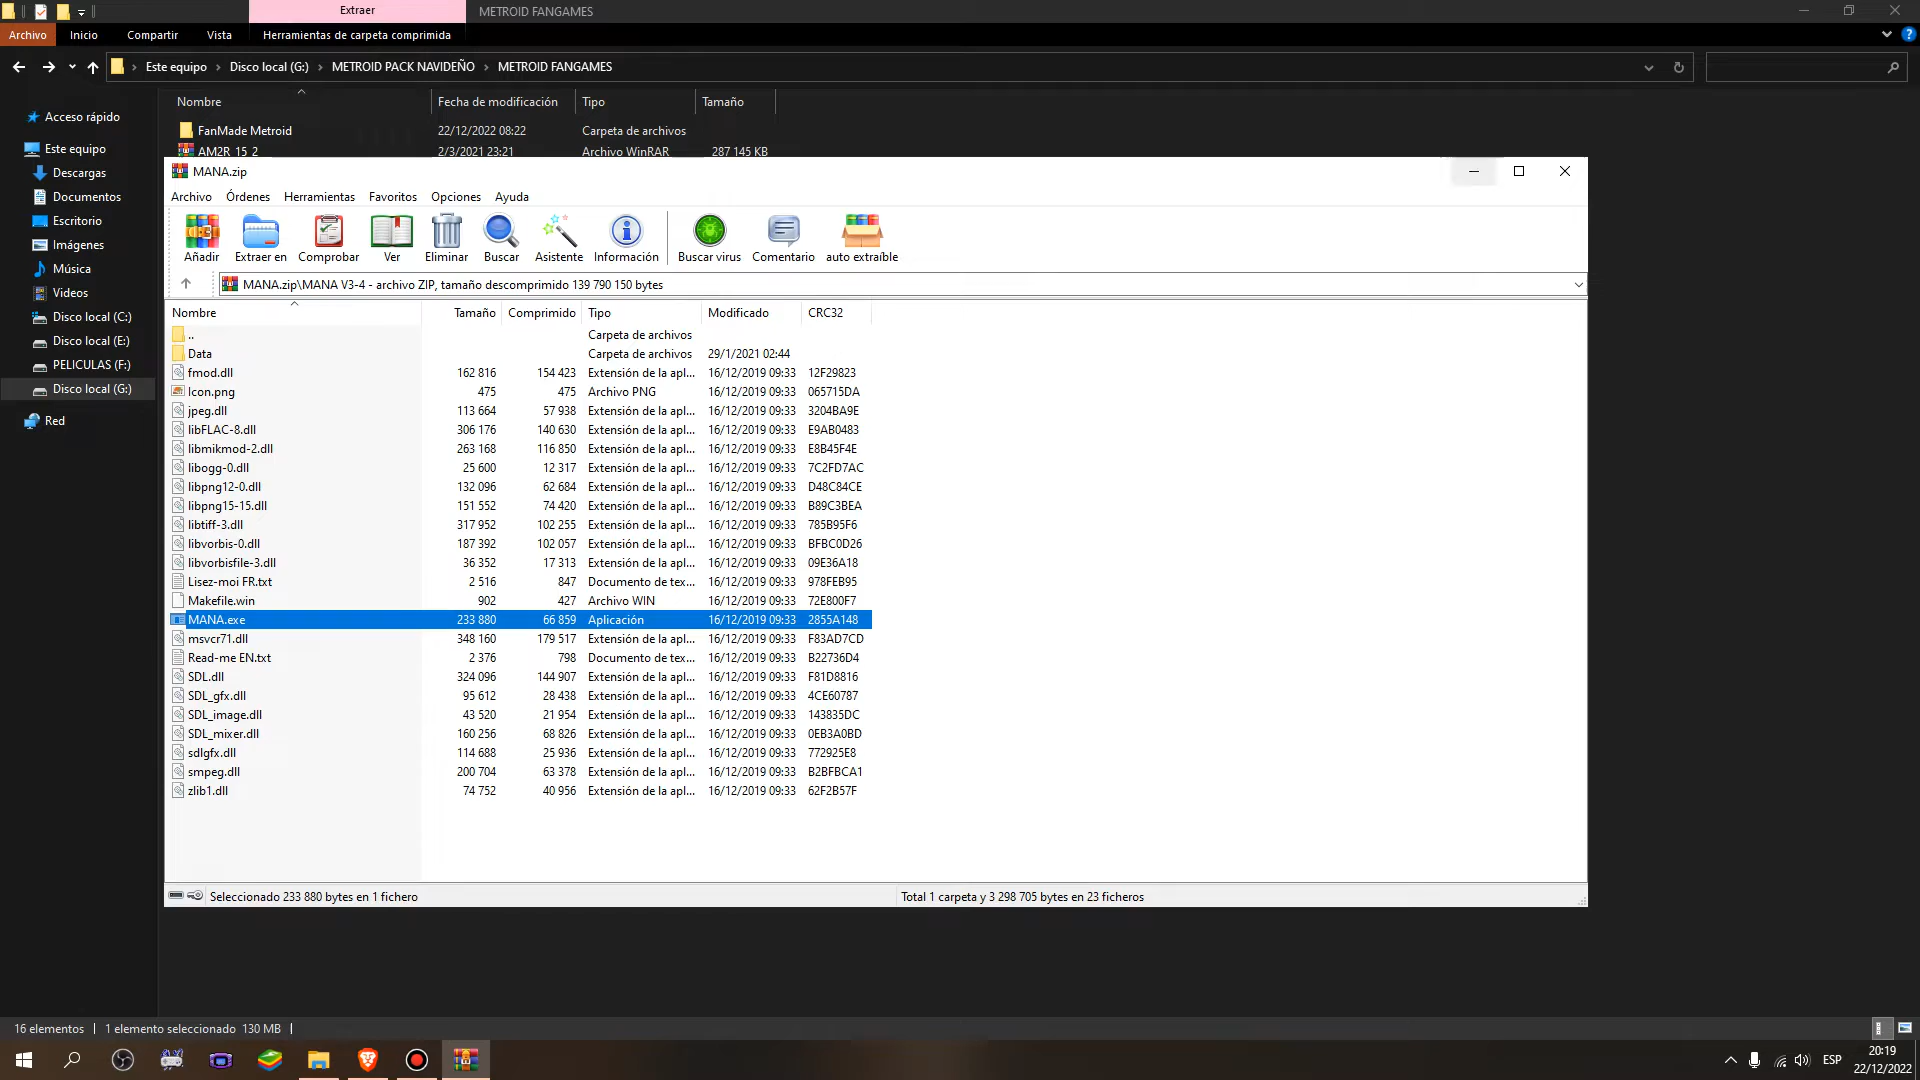 Extraer
METROID FANGAMES
Archivo Inicio Compartir Vista Herramientas de carpeta comprimida
Este equipo Disco local (G:) METROID PACK NAVIDEÑO METROID FANGAMES
Nombre Fecha de modificación Tipo Tamaño
FanMade Metroid 22/12/2022 08:22 Carpeta de archivos
AM2R_15_2 2/3/2021 23:21 Archivo WinRAR 287 145 KB
Acceso rápido
Este equipo
Descargas
Documentos
Escritorio
Imágenes
Música
Videos
Disco local (C:)
Disco local (E:)
PELICULAS (F:)
Disco local (G:)
Red
MANA.zip
Archivo Órdenes Herramientas Favoritos Opciones Ayuda
Añadir Extraer en Comprobar Ver Eliminar Buscar Asistente Información Buscar virus Comentario auto extraíble
MANA.zip\MANA V3-4 - archivo ZIP, tamaño descomprimido 139 790 150 bytes
Nombre Tamaño Comprimido Tipo Modificado CRC32
.. Carpeta de archivos
Data Carpeta de archivos 29/1/2021 02:44
fmod.dll 162 816 154 423 Extensión de la apl... 16/12/2019 09:33 12F29823
Icon.png 475 475 Archivo PNG 16/12/2019 09:33 065715DA
jpeg.dll 113 664 57 938 Extensión de la apl... 16/12/2019 09:33 3204BA9E
libFLAC-8.dll 306 176 140 630 Extensión de la apl... 16/12/2019 09:33 E9AB0483
libmikmod-2.dll 263 168 116 850 Extensión de la apl... 16/12/2019 09:33 E8B45F4E
libogg-0.dll 25 600 12 317 Extensión de la apl... 16/12/2019 09:33 7C2FD7AC
libpng12-0.dll 132 096 62 684 Extensión de la apl... 16/12/2019 09:33 D48C84CE
libpng15-15.dll 151 552 74 420 Extensión de la apl... 16/12/2019 09:33 B89C3BEA
libtiff-3.dll 317 952 102 255 Extensión de la apl... 16/12/2019 09:33 785B95F6
libvorbis-0.dll 187 392 102 057 Extensión de la apl... 16/12/2019 09:33 BFBC0D26
libvorbisfile-3.dll 36 352 17 313 Extensión de la apl... 16/12/2019 09:33 09E36A18
Lisez-moi FR.txt 2 516 847 Documento de tex... 16/12/2019 09:33 978FEB95
Makefile.win 902 427 Archivo WIN 16/12/2019 09:33 72E800F7
MANA.exe 233 880 66 859 Aplicación 16/12/2019 09:33 2855A148
msvcr71.dll 348 160 179 517 Extensión de la apl... 16/12/2019 09:33 F83AD7CD
Read-me EN.txt 2 376 798 Documento de tex... 16/12/2019 09:33 B22736D4
SDL.dll 324 096 144 907 Extensión de la apl... 16/12/2019 09:33 F81D8816
SDL_gfx.dll 95 612 28 438 Extensión de la apl... 16/12/2019 09:33 4CE60787
SDL_image.dll 43 520 21 954 Extensión de la apl... 16/12/2019 09:33 143835DC
SDL_mixer.dll 160 256 68 826 Extensión de la apl... 16/12/2019 09:33 0EB3A0BD
sdlgfx.dll 114 688 25 936 Extensión de la apl... 16/12/2019 09:33 772925E8
smpeg.dll 200 704 63 378 Extensión de la apl... 16/12/2019 09:33 B2BFBCA1
zlib1.dll 74 752 40 956 Extensión de la apl... 16/12/2019 09:33 62F2B57F
Seleccionado 233 880 bytes en 1 fichero Total 1 carpeta y 3 298 705 bytes en 23 ficheros
16 elementos 1 elemento seleccionado 130 MB
ESP
20:19
22/12/2022